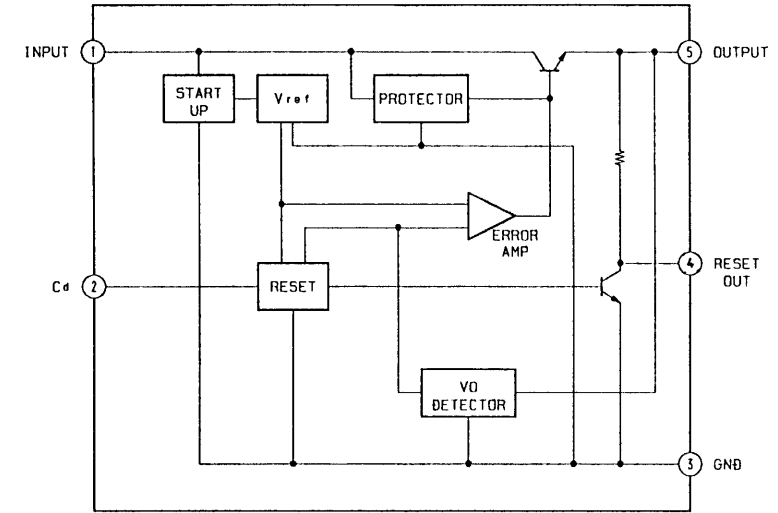 INPUT 1
5 OUTPUT
START
UP
Vref
PROTECTOR
ERROR
AMP
4 RESET
OUT
Cd 2
RESET
VO
DETECTOR
3 GND